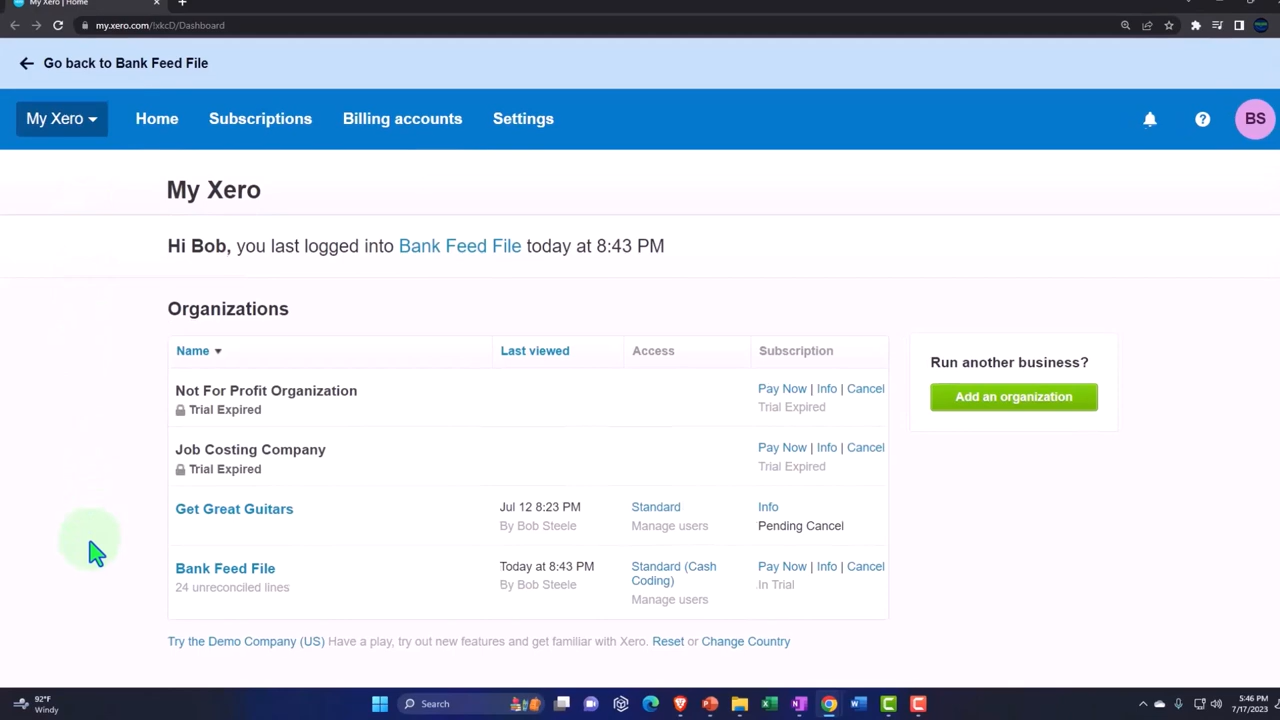 My Xero | Home
my.xero.com/!xkcD/Dashboard
Go back to Bank Feed File
My Xero Home Subscriptions Billing accounts Settings BS
My Xero
Hi Bob, you last logged into Bank Feed File today at 8:43 PM
Organizations
Name Last viewed Access Subscription
Not For Profit Organization Pay Now | Info | Cancel
Trial Expired Trial Expired
Job Costing Company Pay Now | Info | Cancel
Trial Expired Trial Expired
Get Great Guitars Jul 12 8:23 PM Standard Info
By Bob Steele Manage users Pending Cancel
Bank Feed File Today at 8:43 PM Standard (Cash Coding) Pay Now | Info | Cancel
24 unreconciled lines By Bob Steele Manage users In Trial
Run another business?
Add an organization
Try the Demo Company (US) Have a play, try out new features and get familiar with Xero. Reset or Change Country
92°F
Windy
Search
5:46 PM
7/17/2023